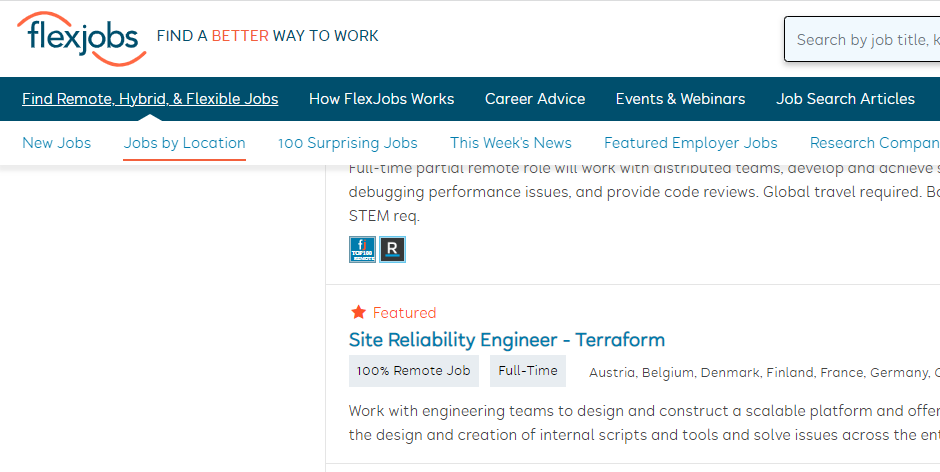 flexjobs
FIND A BETTER WAY TO WORK
Search by job title, k
Find Remote, Hybrid, & Flexible Jobs How FlexJobs Works Career Advice Events & Webinars Job Search Articles
New Jobs Jobs by Location 100 Surprising Jobs This Week's News Featured Employer Jobs Research Compan
Full-time partial remote role will work with distributed teams, develop and achieve s
debugging performance issues, and provide code reviews. Global travel required. Ba
STEM req.
fj TOP100 REMOTE R
Featured
Site Reliability Engineer - Terraform
100% Remote Job Full-Time Austria, Belgium, Denmark, Finland, France, Germany,
Work with engineering teams to design and construct a scalable platform and offer
the design and creation of internal scripts and tools and solve issues across the ent